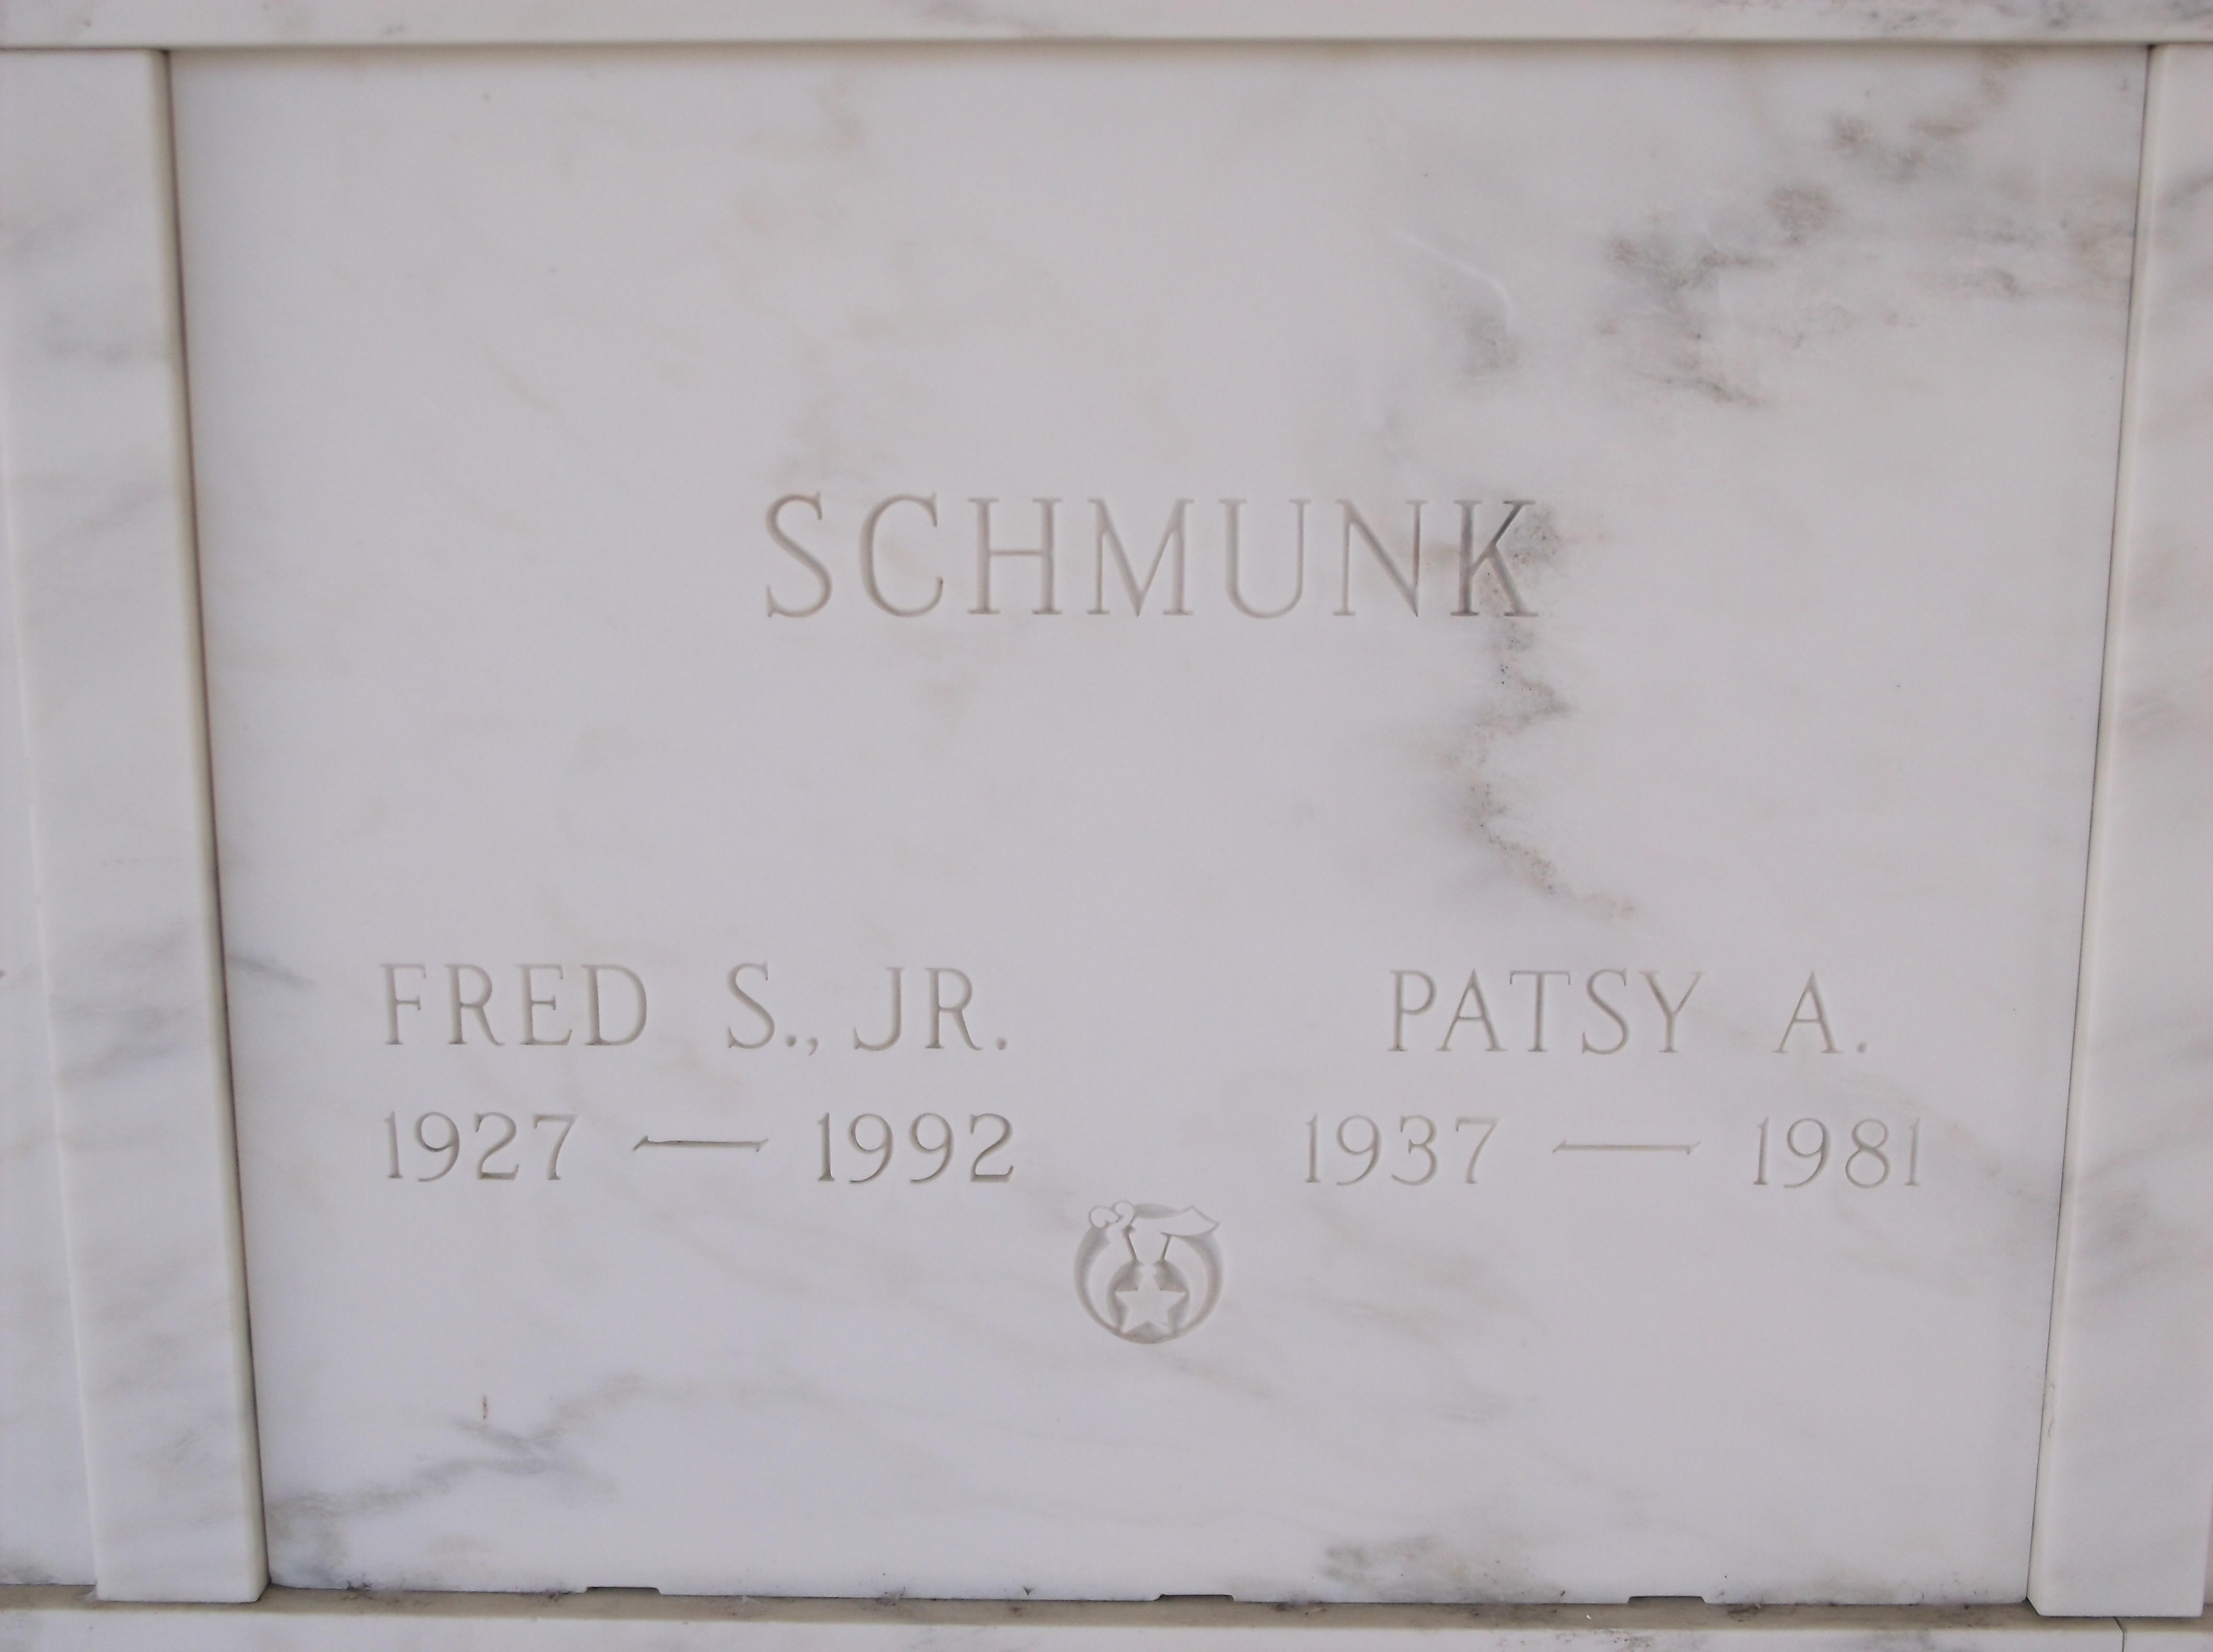 SCHMUNK
FRED S., JR.
1927 — 1992
PATSY A.
1937 — 1981